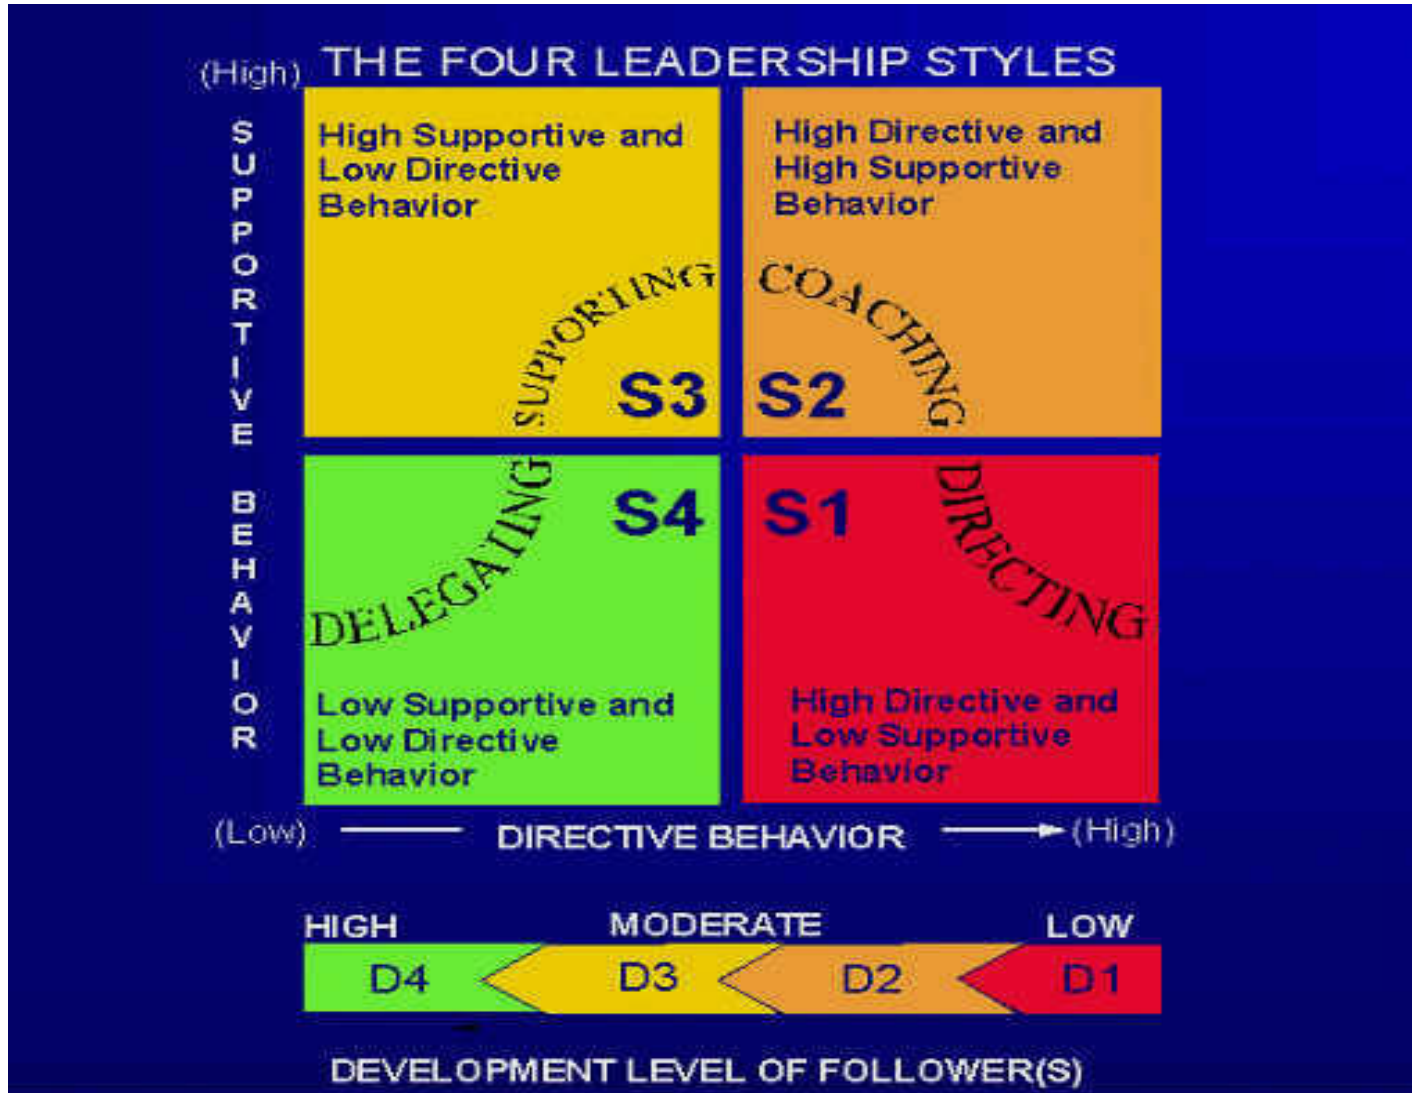 THE FOUR LEADERSHIP STYLES
(High)
SUPPORTIVE BEHAVIOR
High Supportive and
Low Directive
Behavior
SUPPORTING
S3
High Directive and
High Supportive
Behavior
COACHING
S2
DELEGATING
S4
Low Supportive and
Low Directive
Behavior
S1
DIRECTING
High Directive and
Low Supportive
Behavior
(Low) DIRECTIVE BEHAVIOR (High)
HIGH MODERATE LOW
D4 D3 D2 D1
DEVELOPMENT LEVEL OF FOLLOWER(S)